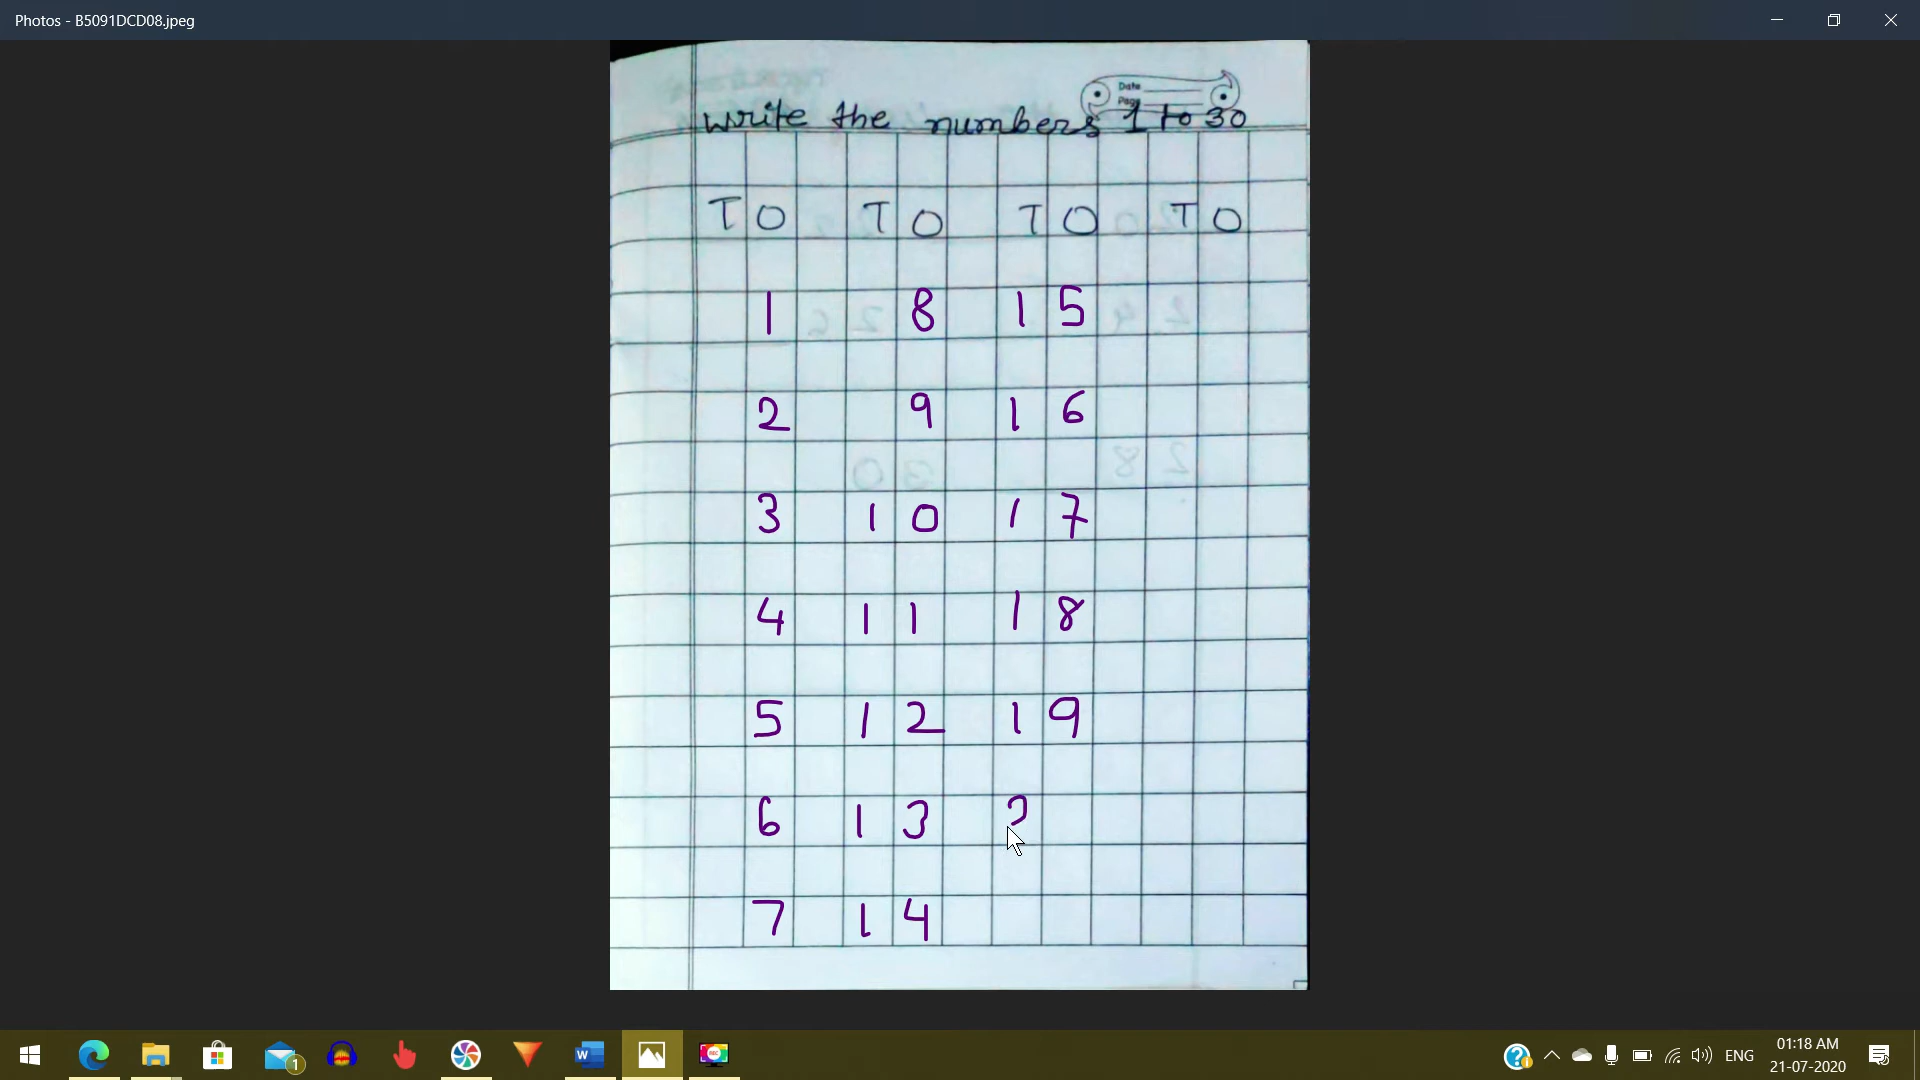 Photos - B5091DCD08.jpeg
Date
Page
write the numbers 1 to 30
T O T O T O T O
1 8 1 5
2 9 1 6
3 1 0 1 7
4 1 1 1 8
5 1 2 1 9
6 1 3
7 1 4
ENG
01:18 AM
21-07-2020